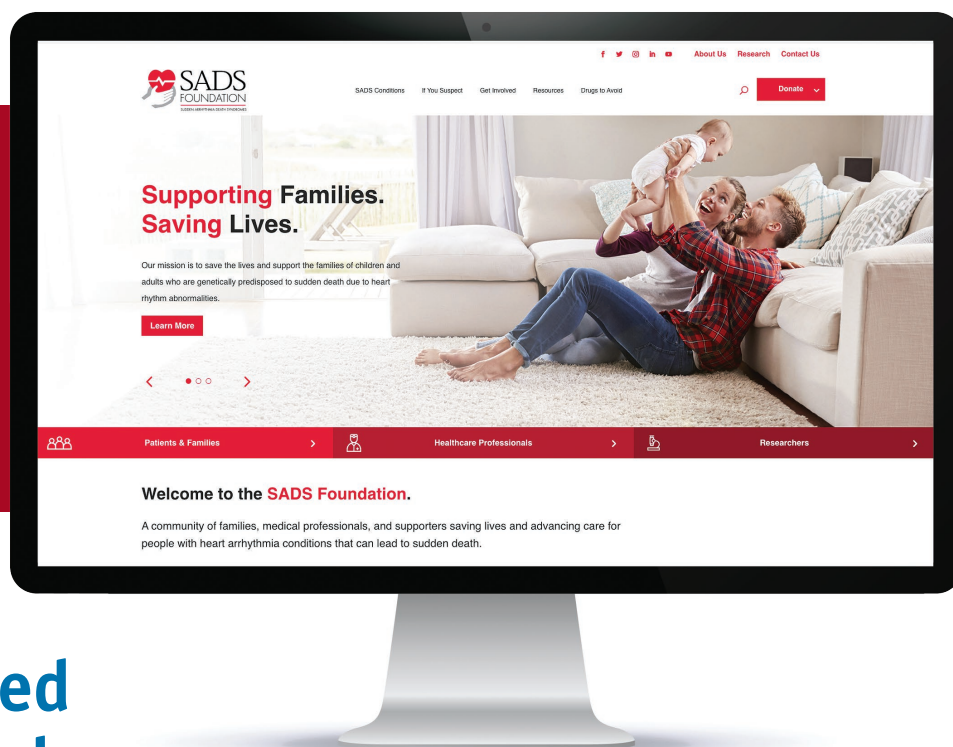 About Us Research Contact Us
SADS
FOUNDATION
SUDDEN ARRHYTHMIA DEATH SYNDROMES
SADS Conditions If You Suspect Get Involved Resources Drugs to Avoid
Donate
Supporting Families.
Saving Lives.
Our mission is to save the lives and support the families of children and
adults who are genetically predisposed to sudden death due to heart
rhythm abnormalities.
Learn More
Patients & Families Healthcare Professionals Researchers
Welcome to the SADS Foundation.
A community of families, medical professionals, and supporters saving lives and advancing care for
people with heart arrhythmia conditions that can lead to sudden death.
ed